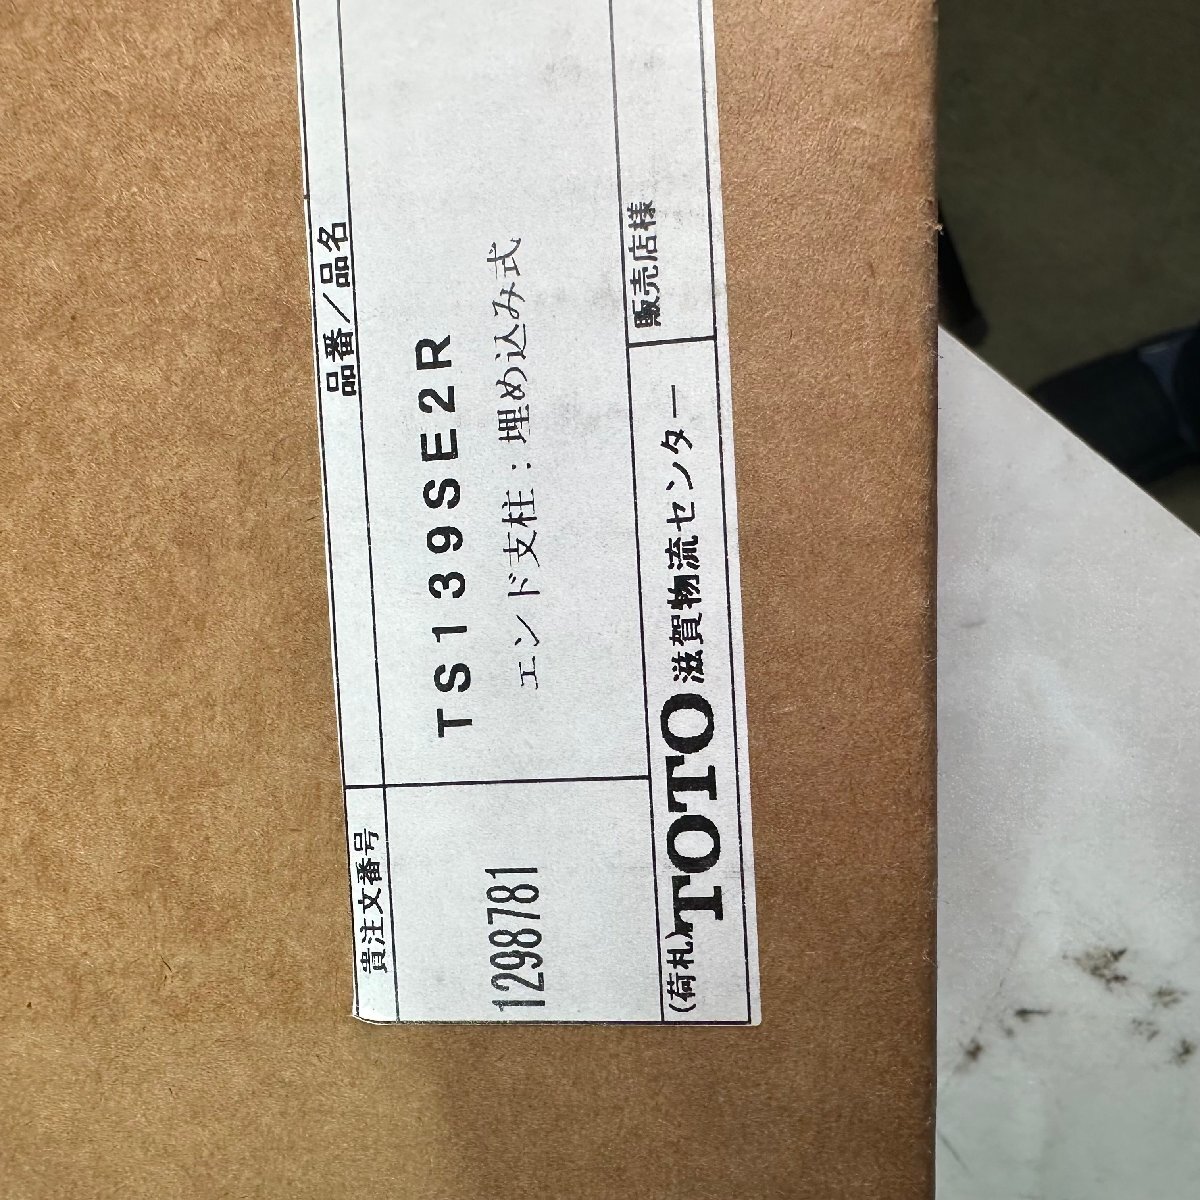 貴注文番号
品番/品名
1298781
TS139SE2R
エンド支柱:埋め込み式
(荷札)TOTO 滋賀物流センター
販売店様